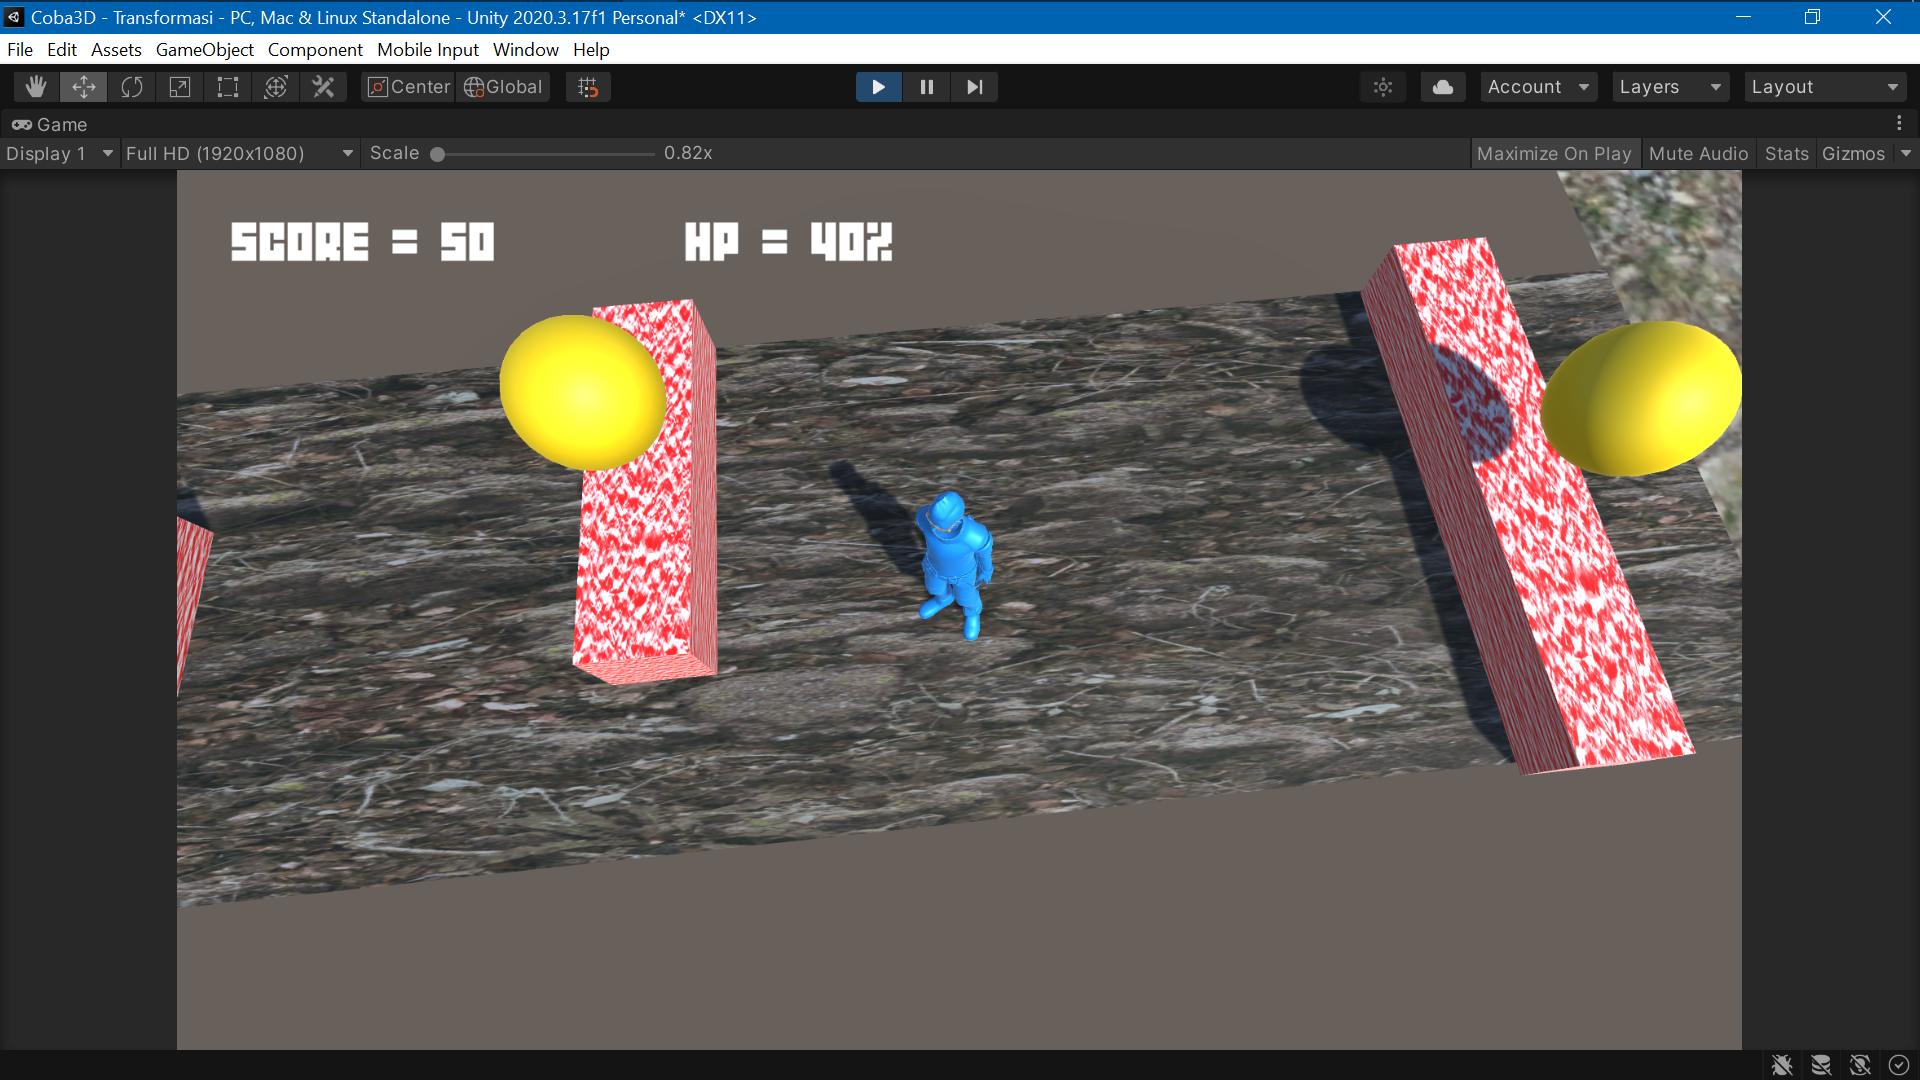 Coba3D - Transformasi - PC, Mac & Linux Standalone - Unity 2020.3.17f1 Personal* <DX11>
File Edit Assets GameObject Component Mobile Input Window Help
Center Global Account Layers Layout
Game
Display 1 Full HD (1920x1080) Scale 0.82x Maximize On Play Mute Audio Stats Gizmos
SCORE = 50 HP = 40%